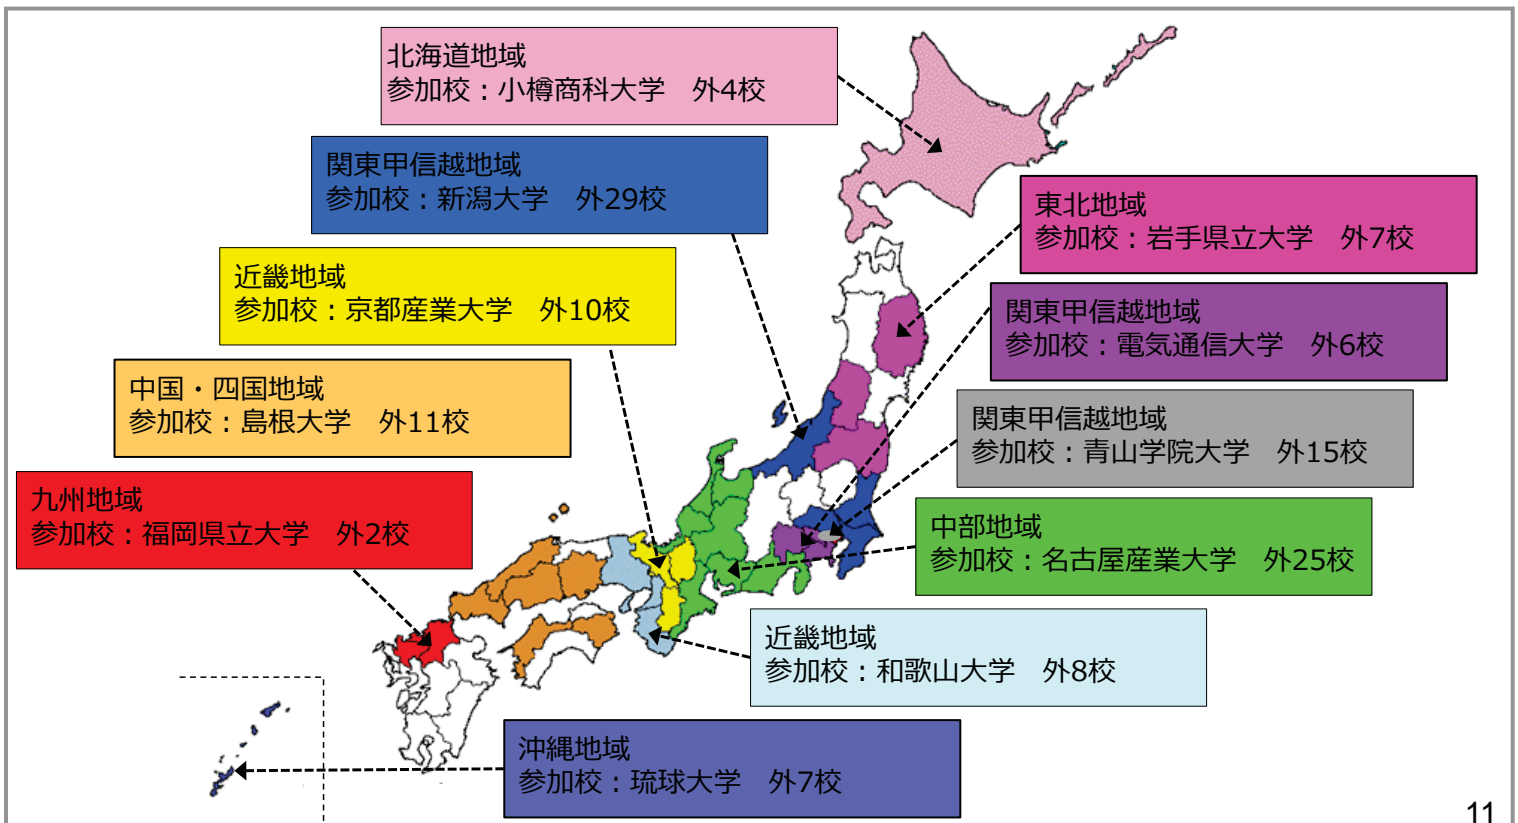 北海道地域
参加校：小樽商科大学　外4校
関東甲信越地域
参加校：新潟大学　外29校
東北地域
参加校：岩手県立大学　外7校
近畿地域
参加校：京都産業大学　外10校
関東甲信越地域
参加校：電気通信大学　外6校
中国・四国地域
参加校：島根大学　外11校
関東甲信越地域
参加校：青山学院大学　外15校
九州地域
参加校：福岡県立大学　外2校
中部地域
参加校：名古屋産業大学　外25校
近畿地域
参加校：和歌山大学　外8校
沖縄地域
参加校：琉球大学　外7校
11